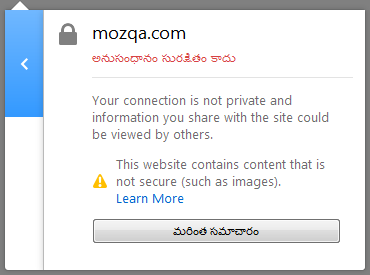 mozqa.com
అనుసంధానం సురక్షితం కాదు
Your connection is not private and
information you share with the site could
be viewed by others.
This website contains content that is
not secure (such as images).
Learn More
మరింత సమాచారం